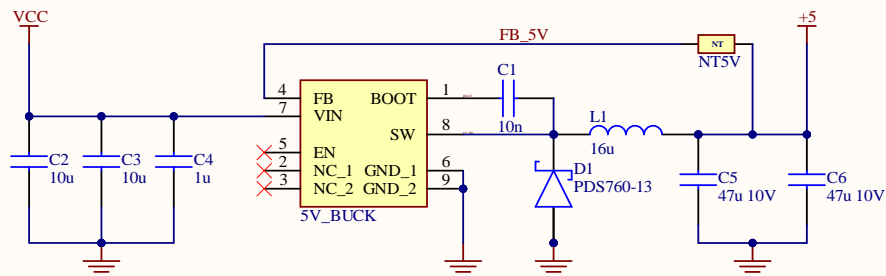 VCC
+5
FB_5V
NT
NT5V
4
FB
BOOT
1
C1
10n
7
VIN
SW
8
L1
16u
5
EN
2
NC_1
GND_1
6
3
NC_2
GND_2
9
5V_BUCK
C2
10u
C3
10u
C4
1u
D1
PDS760-13
C5
47u 10V
C6
47u 10V